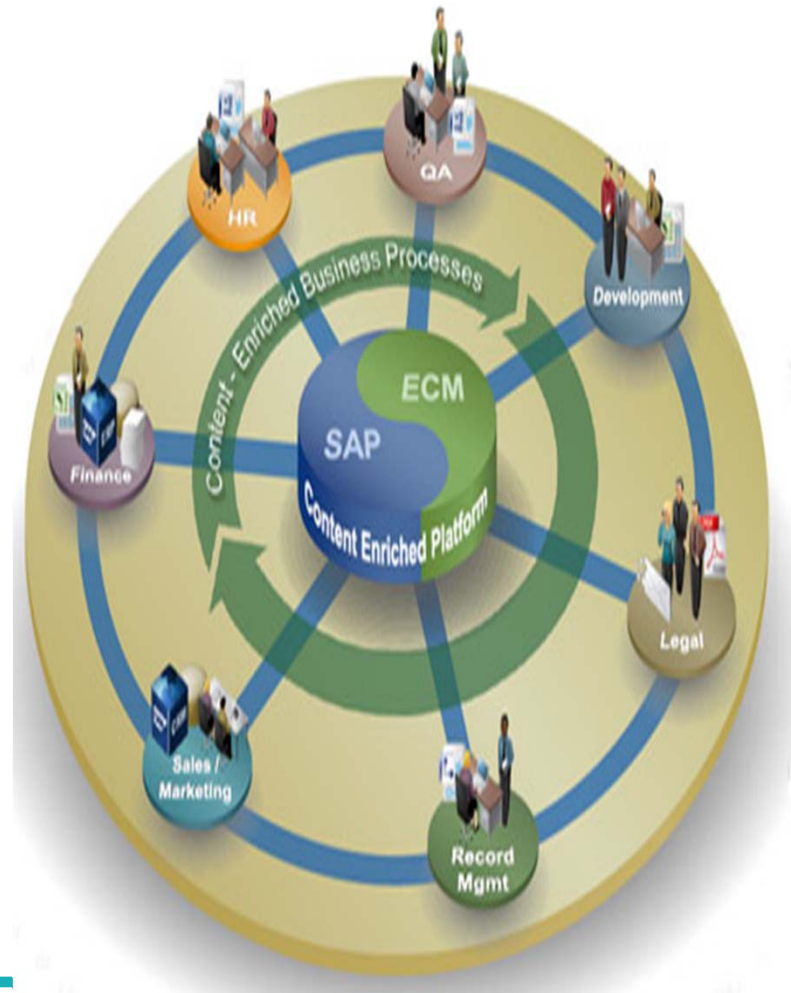 QA
HR
Development
Content - Enriched Business Processes
ECM
SAP
Content Enriched Platform
Finance
Legal
Sales /
Marketing
Record
Mgmt